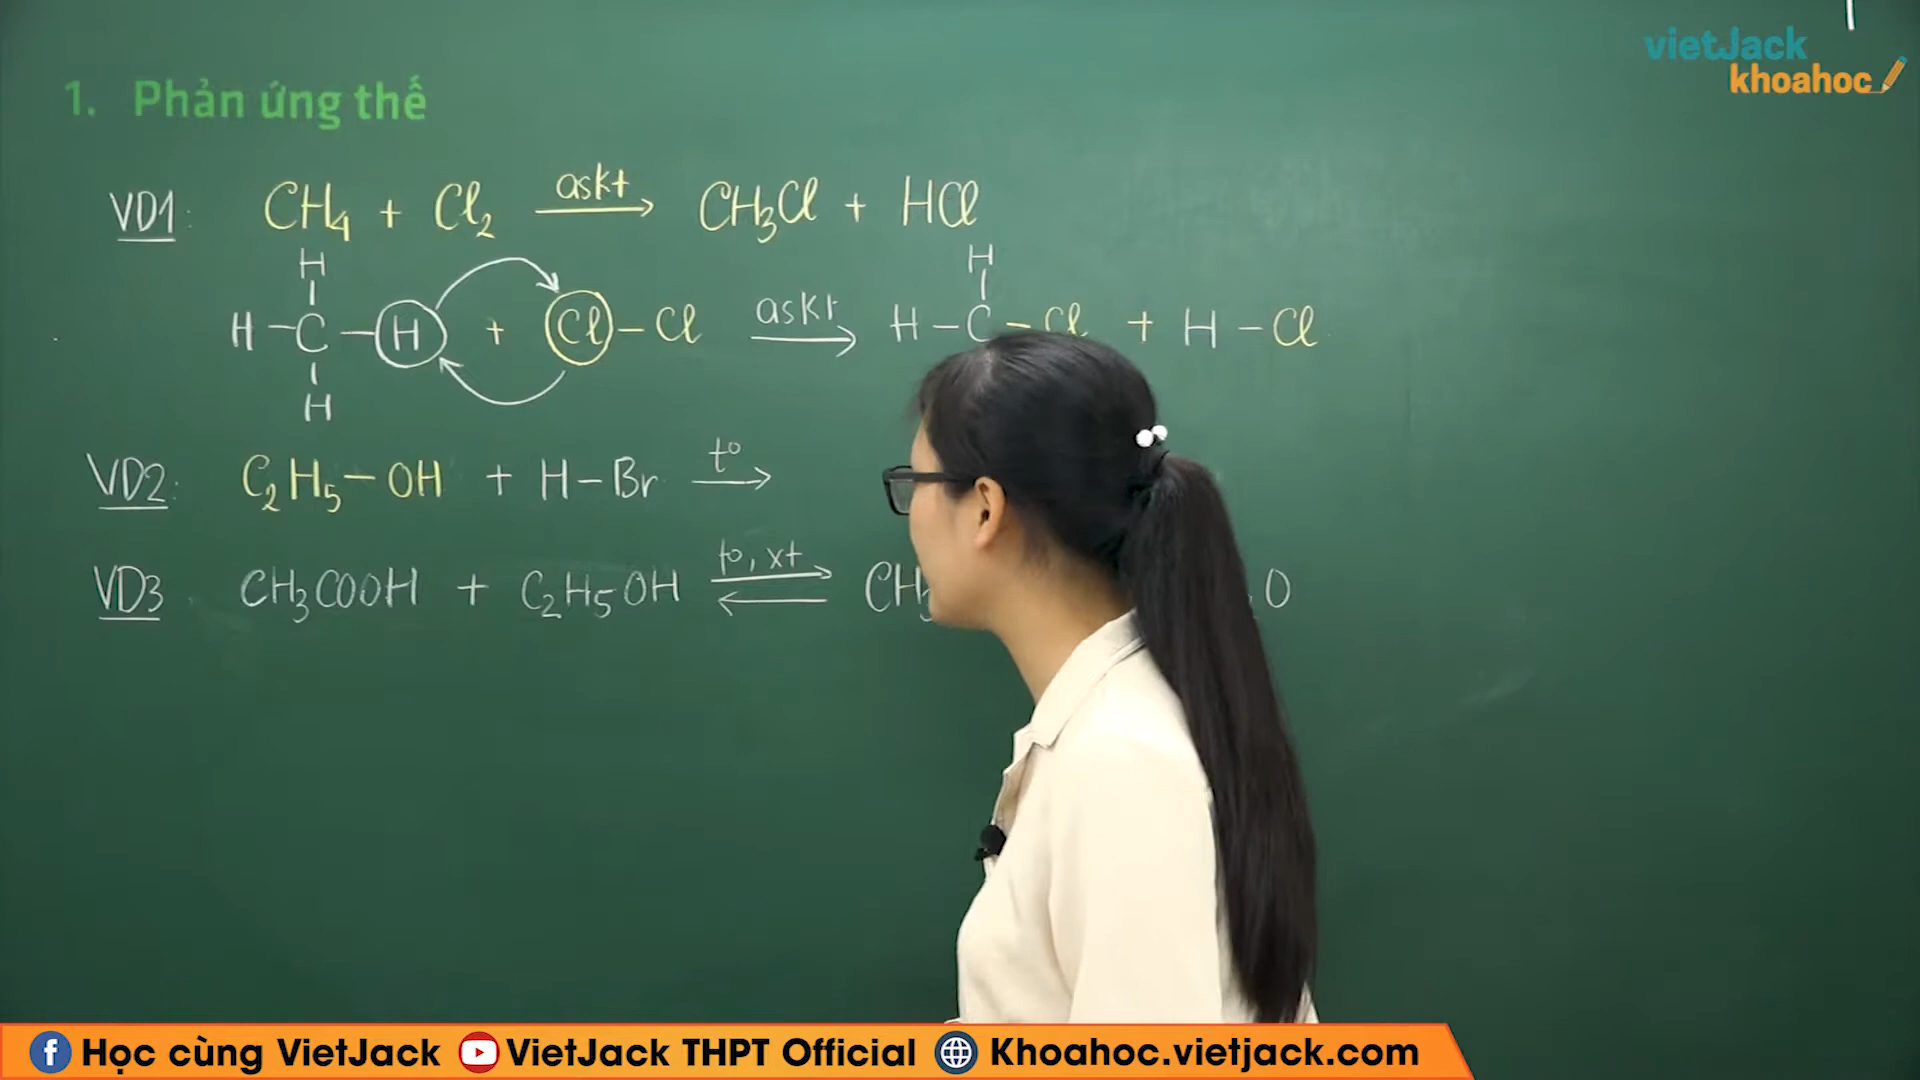 vietJack
khoahoc
1. Phản ứng thế
VD1: CH₄ + Cl₂ askt → CH₃Cl + HCl
H H
H – C – H + Cl – Cl askt → H – C – Cl + H – Cl
H
VD2: C₂H₅ – OH + H – Br t° →
VD3 CH₃COOH + C₂H₅OH t°, xt ⇌ CH₃ O
Học cùng VietJack VietJack THPT Official Khoahoc.vietjack.com